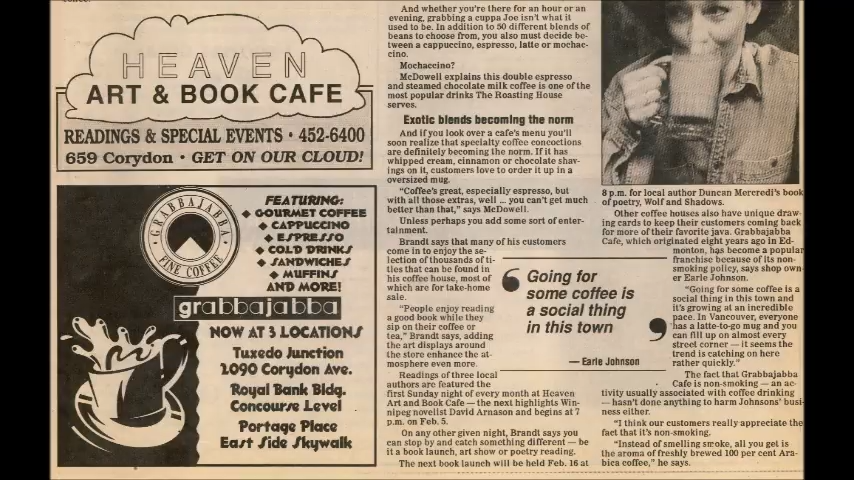 HEAVEN
ART & BOOK CAFE
READINGS & SPECIAL EVENTS • 452-6400
659 Corydon • GET ON OUR CLOUD!
GRABBAJABBA
FINE COFFEE
FEATURING:
◆ GOURMET COFFEE
◆ CAPPUCCINO
◆ ESPRESSO
◆ COLD DRINKS
◆ SANDWICHES
◆ MUFFINS
AND MORE!
grabbajabba
NOW AT 3 LOCATIONS
Tuxedo Junction
2090 Corydon Ave.
Royal Bank Bldg.
Concourse Level
Portage Place
East Side Skywalk
And whether you're there for an hour or an
evening, grabbing a cuppa Joe isn't what it
used to be. In addition to 50 different blends of
beans to choose from, you also must decide be-
tween a cappuccino, espresso, latte or mochac-
cino.
Mochaccino?
McDowell explains this double espresso
and steamed chocolate milk coffee is one of the
most popular drinks The Roasting House
serves.
Exotic blends becoming the norm
And if you look over a cafe's menu you'll
soon realize that specialty coffee concoctions
are definitely becoming the norm. If it has
whipped cream, cinnamon or chocolate shav-
ings on it, customers love to order it up in a
oversized mug.
"Coffee's great, especially espresso, but
with all those extras, well ... you can't get much
better than that," says McDowell.
Unless perhaps you add some sort of enter-
tainment.
Brandt says that many of his customers
come in to enjoy the se-
lection of thousands of ti-
tles that can be found in
his coffee house, most of
which are for take-home
sale.
"People enjoy reading
a good book while they
sip on their coffee or
tea," Brandt says, adding
the art displays around
the store enhance the at-
mosphere even more.
Readings of three local
authors are featured the
first Sunday night of every month at Heaven
Art and Book Cafe — the next highlights Win-
nipeg novelist David Arnason and begins at 7
p.m. on Feb. 5.
On any other given night, Brandt says you
can stop by and catch something different — be
it a book launch, art show or poetry reading.
The next book launch will be held Feb. 16 at
Going for
some coffee is
a social thing
in this town
— Earle Johnson
8 p.m. for local author Duncan Mercredi's book
of poetry, Wolf and Shadows.
Other coffee houses also have unique draw-
ing cards to keep their customers coming back
for more of their favorite java. Grabbajabba
Cafe, which originated eight years ago in Ed-
monton, has become a popular
franchise because of its non-
smoking policy, says shop own-
er Earle Johnson.
"Going for some coffee is a
social thing in this town and
it's growing at an incredible
pace. In Vancouver, everyone
has a latte-to-go mug and you
can fill up on almost every
street corner — it seems the
trend is catching on here
rather quickly."
The fact that Grabbajabba
Cafe is non-smoking — an ac-
tivity usually associated with coffee drinking
— hasn't done anything to harm Johnsons' busi-
ness either.
"I think our customers really appreciate the
fact that it's non-smoking.
"Instead of smelling smoke, all you get is
the aroma of freshly brewed 100 per cent Ara-
bica coffee," he says.